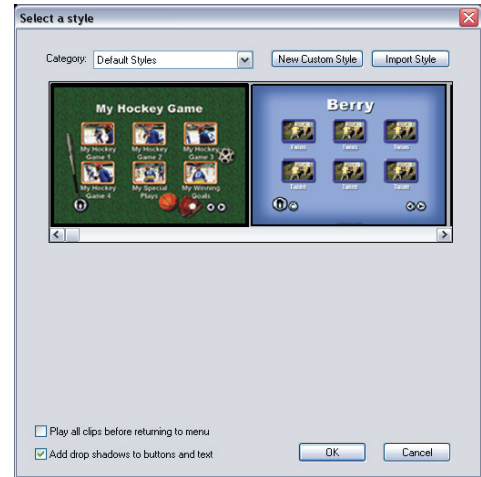 Select a style
Category: Default Styles New Custom Style Import Style
My Hockey Game Berry
My Hockey My Hockey My Hockey
Game 1 Game 2 Game 3
My Hockey My Special My Winning
Game 4 Plays Goals
Play all clips before returning to menu
Add drop shadows to buttons and text OK Cancel